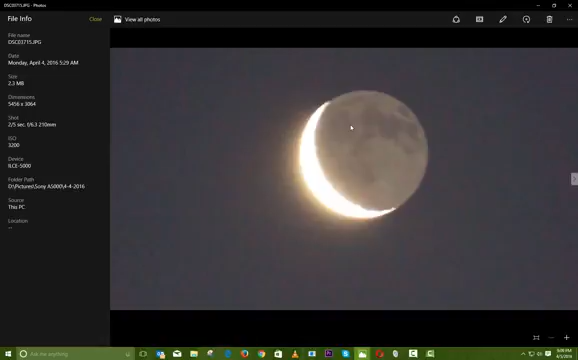 DSC03715.JPG - Photos
File Info
Close
View all photos
File name
DSC03715.JPG
Date
Monday, April 4, 2016 5:29 AM
Size
2.3 MB
Dimensions
5456 x 3064
Shot
2/5 sec. f/6.3 210mm
ISO
3200
Device
ILCE-5000
Folder Path
D:\Pictures\Sony A5000\4-4-2016
Source
This PC
Location
--
Ask me anything